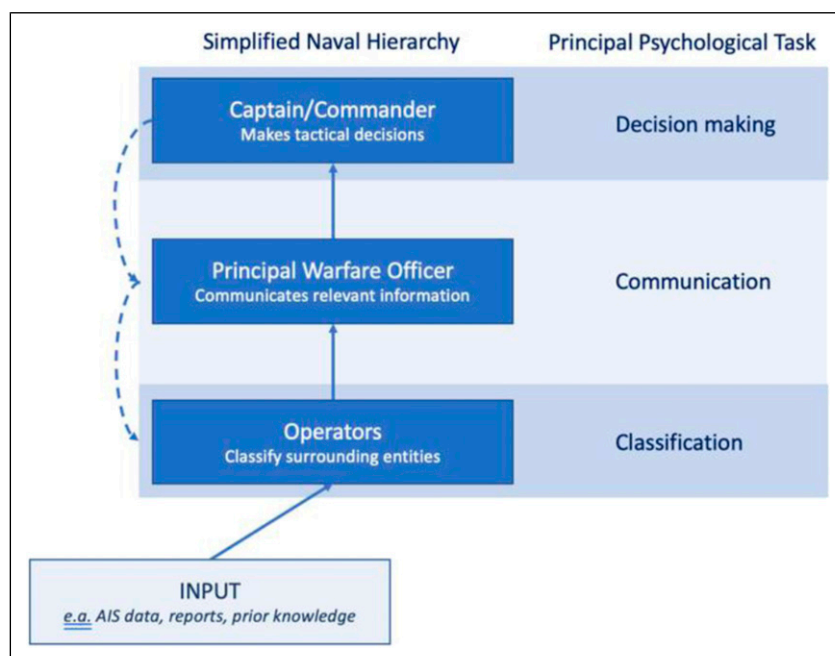 Simplified Naval Hierarchy
Principal Psychological Task
Captain/Commander
Makes tactical decisions
Decision making
Principal Warfare Officer
Communicates relevant information
Communication
Operators
Classify surrounding entities
Classification
INPUT
e.a. AIS data, reports, prior knowledge